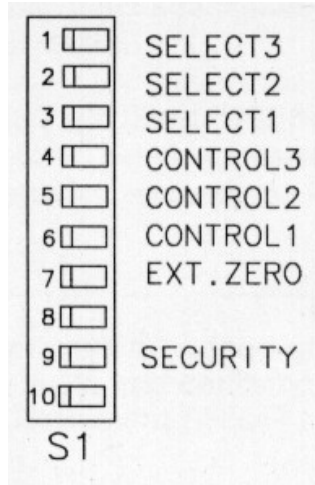 1 SELECT3
2 SELECT2
3 SELECT1
4 CONTROL3
5 CONTROL2
6 CONTROL1
7 EXT.ZERO
8
9 SECURITY
10
S1